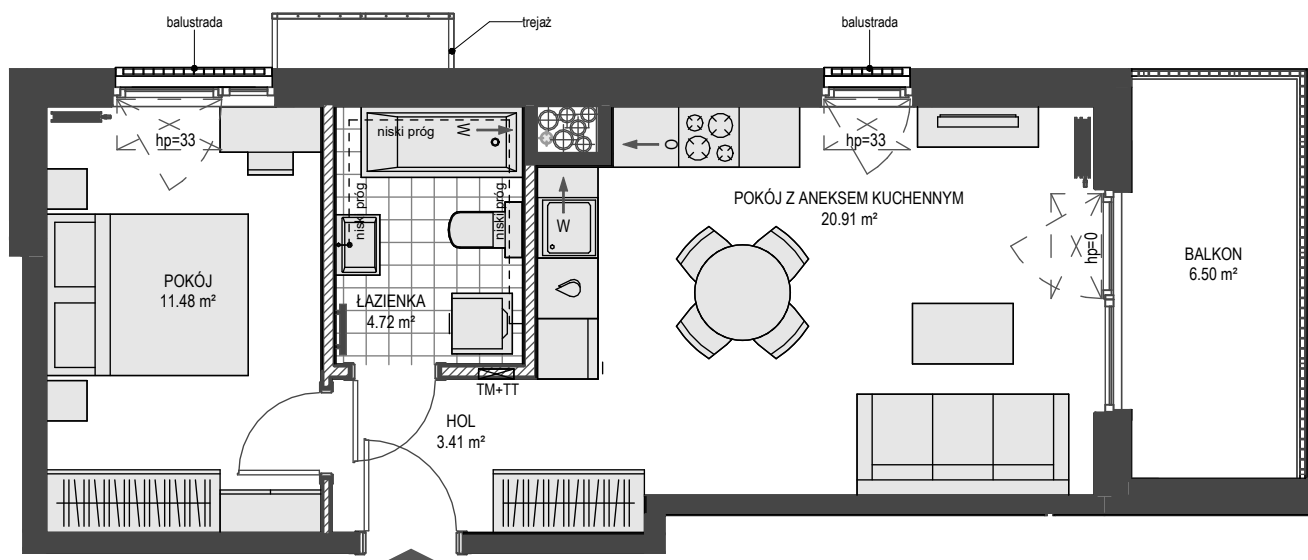 balustrada
trejaż
balustrada
hp=33
niski próg
W
O
hp=33
niski próg
niski próg
W
POKÓJ Z ANEKSEM KUCHENNYM
20.91 m²
hp=0
BALKON
6.50 m²
POKÓJ
11.48 m²
ŁAZIENKA
4.72 m²
TM+TT
HOL
3.41 m²